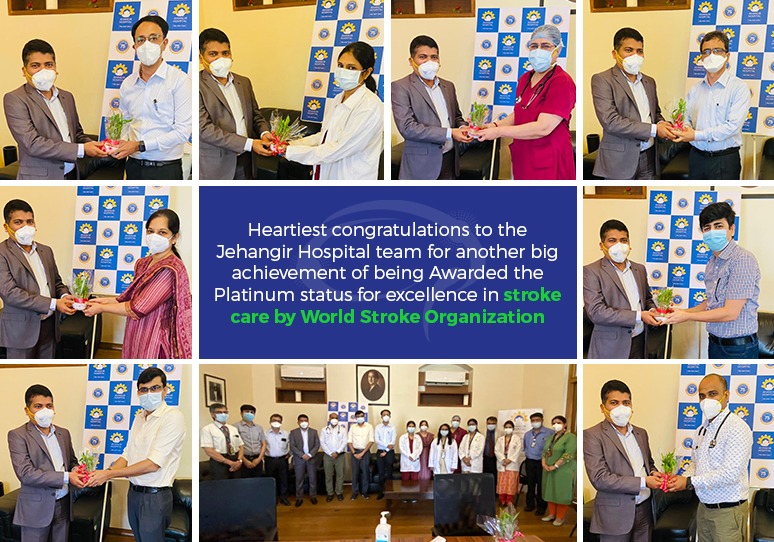 Heartiest congratulations to the
Jehangir Hospital team for another big
achievement of being Awarded the
Platinum status for excellence in stroke
care by World Stroke Organization